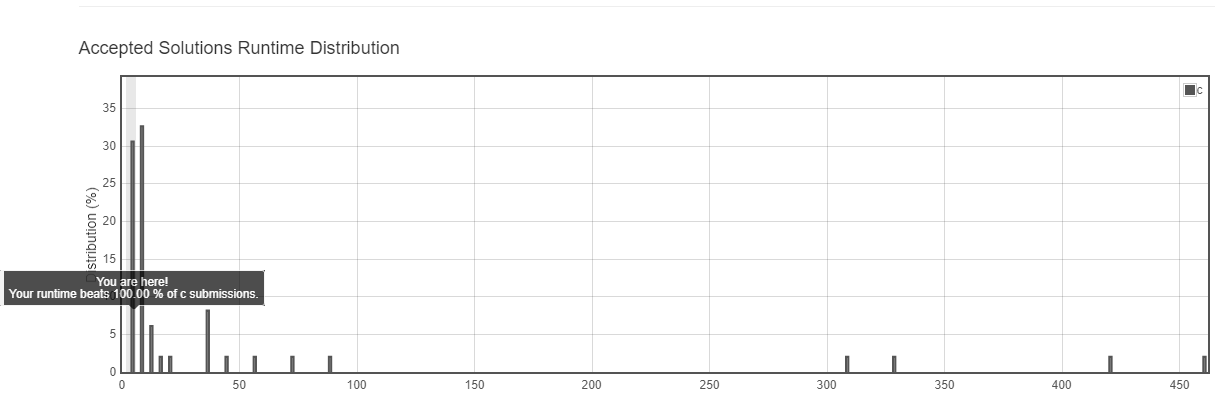 Accepted Solutions Runtime Distribution
c
35
30
25
20
15
5
0
Distribution (%)
You are here!
Your runtime beats 100.00 % of c submissions.
0 50 100 150 200 250 300 350 400 450